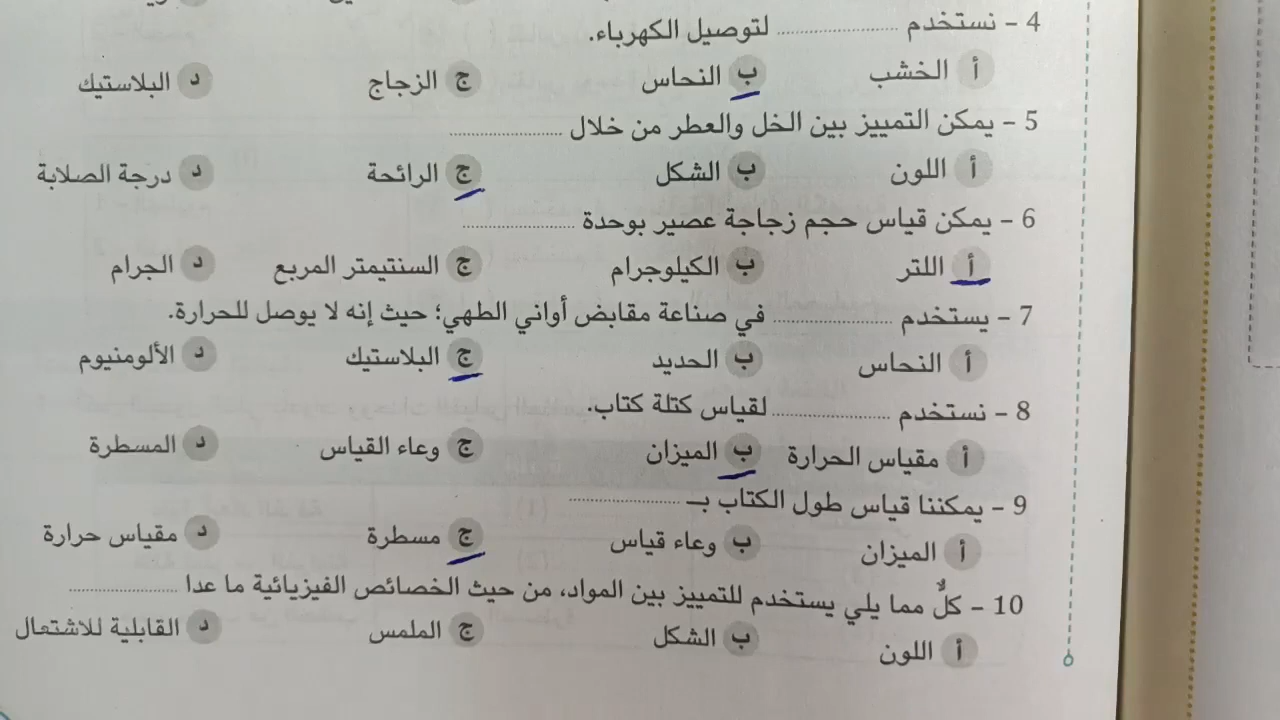 4 - نستخدم .................... لتوصيل الكهرباء.
أ الخشب ب النحاس ج الزجاج د البلاستيك
5 - يمكن التمييز بين الخل والعطر من خلال ....................
أ اللون ب الشكل ج الرائحة د درجة الصلابة
6 - يمكن قياس حجم زجاجة عصير بوحدة ....................
أ اللتر ب الكيلوجرام ج السنتيمتر المربع د الجرام
7 - يستخدم .................... في صناعة مقابض أواني الطهي؛ حيث إنه لا يوصل للحرارة.
أ النحاس ب الحديد ج البلاستيك د الألومنيوم
8 - نستخدم .................... لقياس كتلة كتاب.
أ مقياس الحرارة ب الميزان ج وعاء القياس د المسطرة
9 - يمكننا قياس طول الكتاب بـ ....................
أ الميزان ب وعاء قياس ج مسطرة د مقياس حرارة
10 - كلٌّ مما يلي يستخدم للتمييز بين المواد، من حيث الخصائص الفيزيائية ما عدا ....................
أ اللون ب الشكل ج الملمس د القابلية للاشتعال